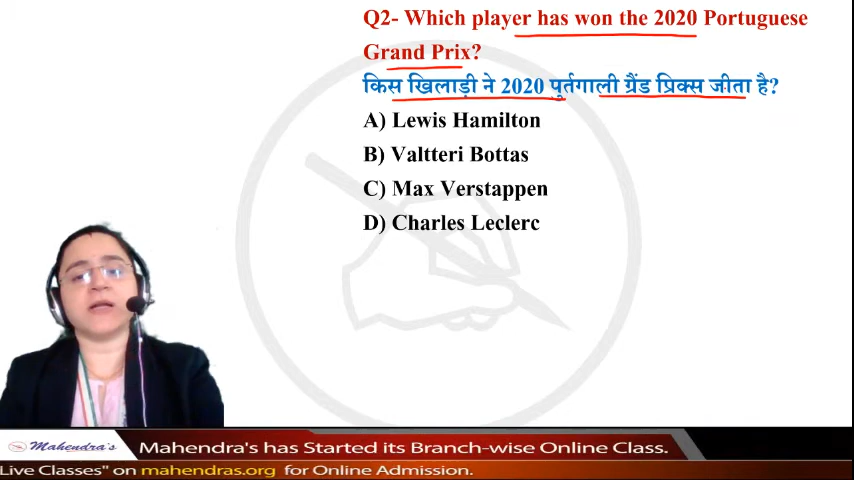 Q2- Which player has won the 2020 Portuguese
Grand Prix?
किस खिलाड़ी ने 2020 पुर्तगाली ग्रैंड प्रिक्स जीता है?
A) Lewis Hamilton
B) Valtteri Bottas
C) Max Verstappen
D) Charles Leclerc
Mahendra's
Mahendra's has Started its Branch-wise Online Class.
Live Classes" on mahendras.org for Online Admission.